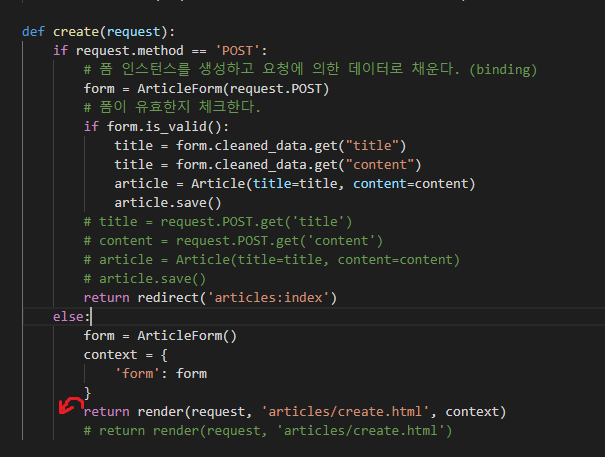 def create(request):
    if request.method == 'POST':
        # 폼 인스턴스를 생성하고 요청에 의한 데이터로 채운다. (binding)
        form = ArticleForm(request.POST)
        # 폼이 유효한지 체크한다.
        if form.is_valid():
            title = form.cleaned_data.get("title")
            title = form.cleaned_data.get("content")
            article = Article(title=title, content=content)
            article.save()
        # title = request.POST.get('title')
        # content = request.POST.get('content')
        # article = Article(title=title, content=content)
        # article.save()
        return redirect('articles:index')
    else:
        form = ArticleForm()
        context = {
            'form': form
        }
        return render(request, 'articles/create.html', context)
        # return render(request, 'articles/create.html')